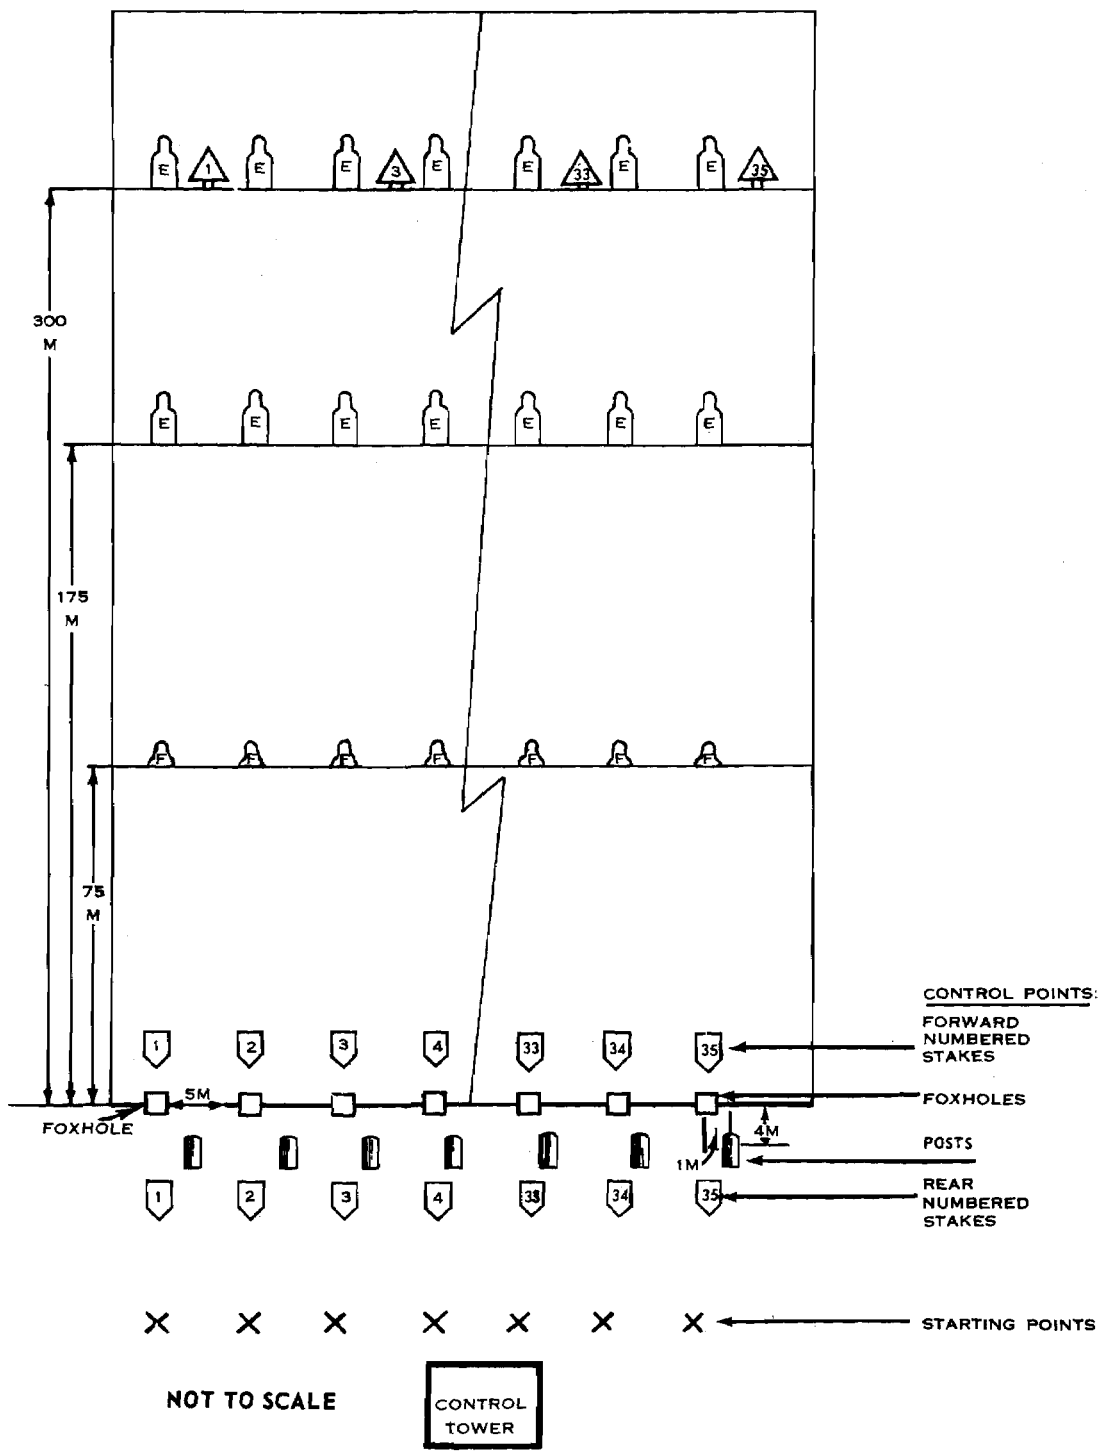 E 1 E E 3 E E 33 E E 35
300
M
E E E E E E E
175
M
F F F F F F F
75
M
CONTROL POINTS:
1 2 3 4 33 34 35
FORWARD
NUMBERED
STAKES
5M
FOXHOLES
FOXHOLE
4M
POSTS
1M
1 2 3 4 33 34 35
REAR
NUMBERED
STAKES
STARTING POINTS
NOT TO SCALE
CONTROL
TOWER